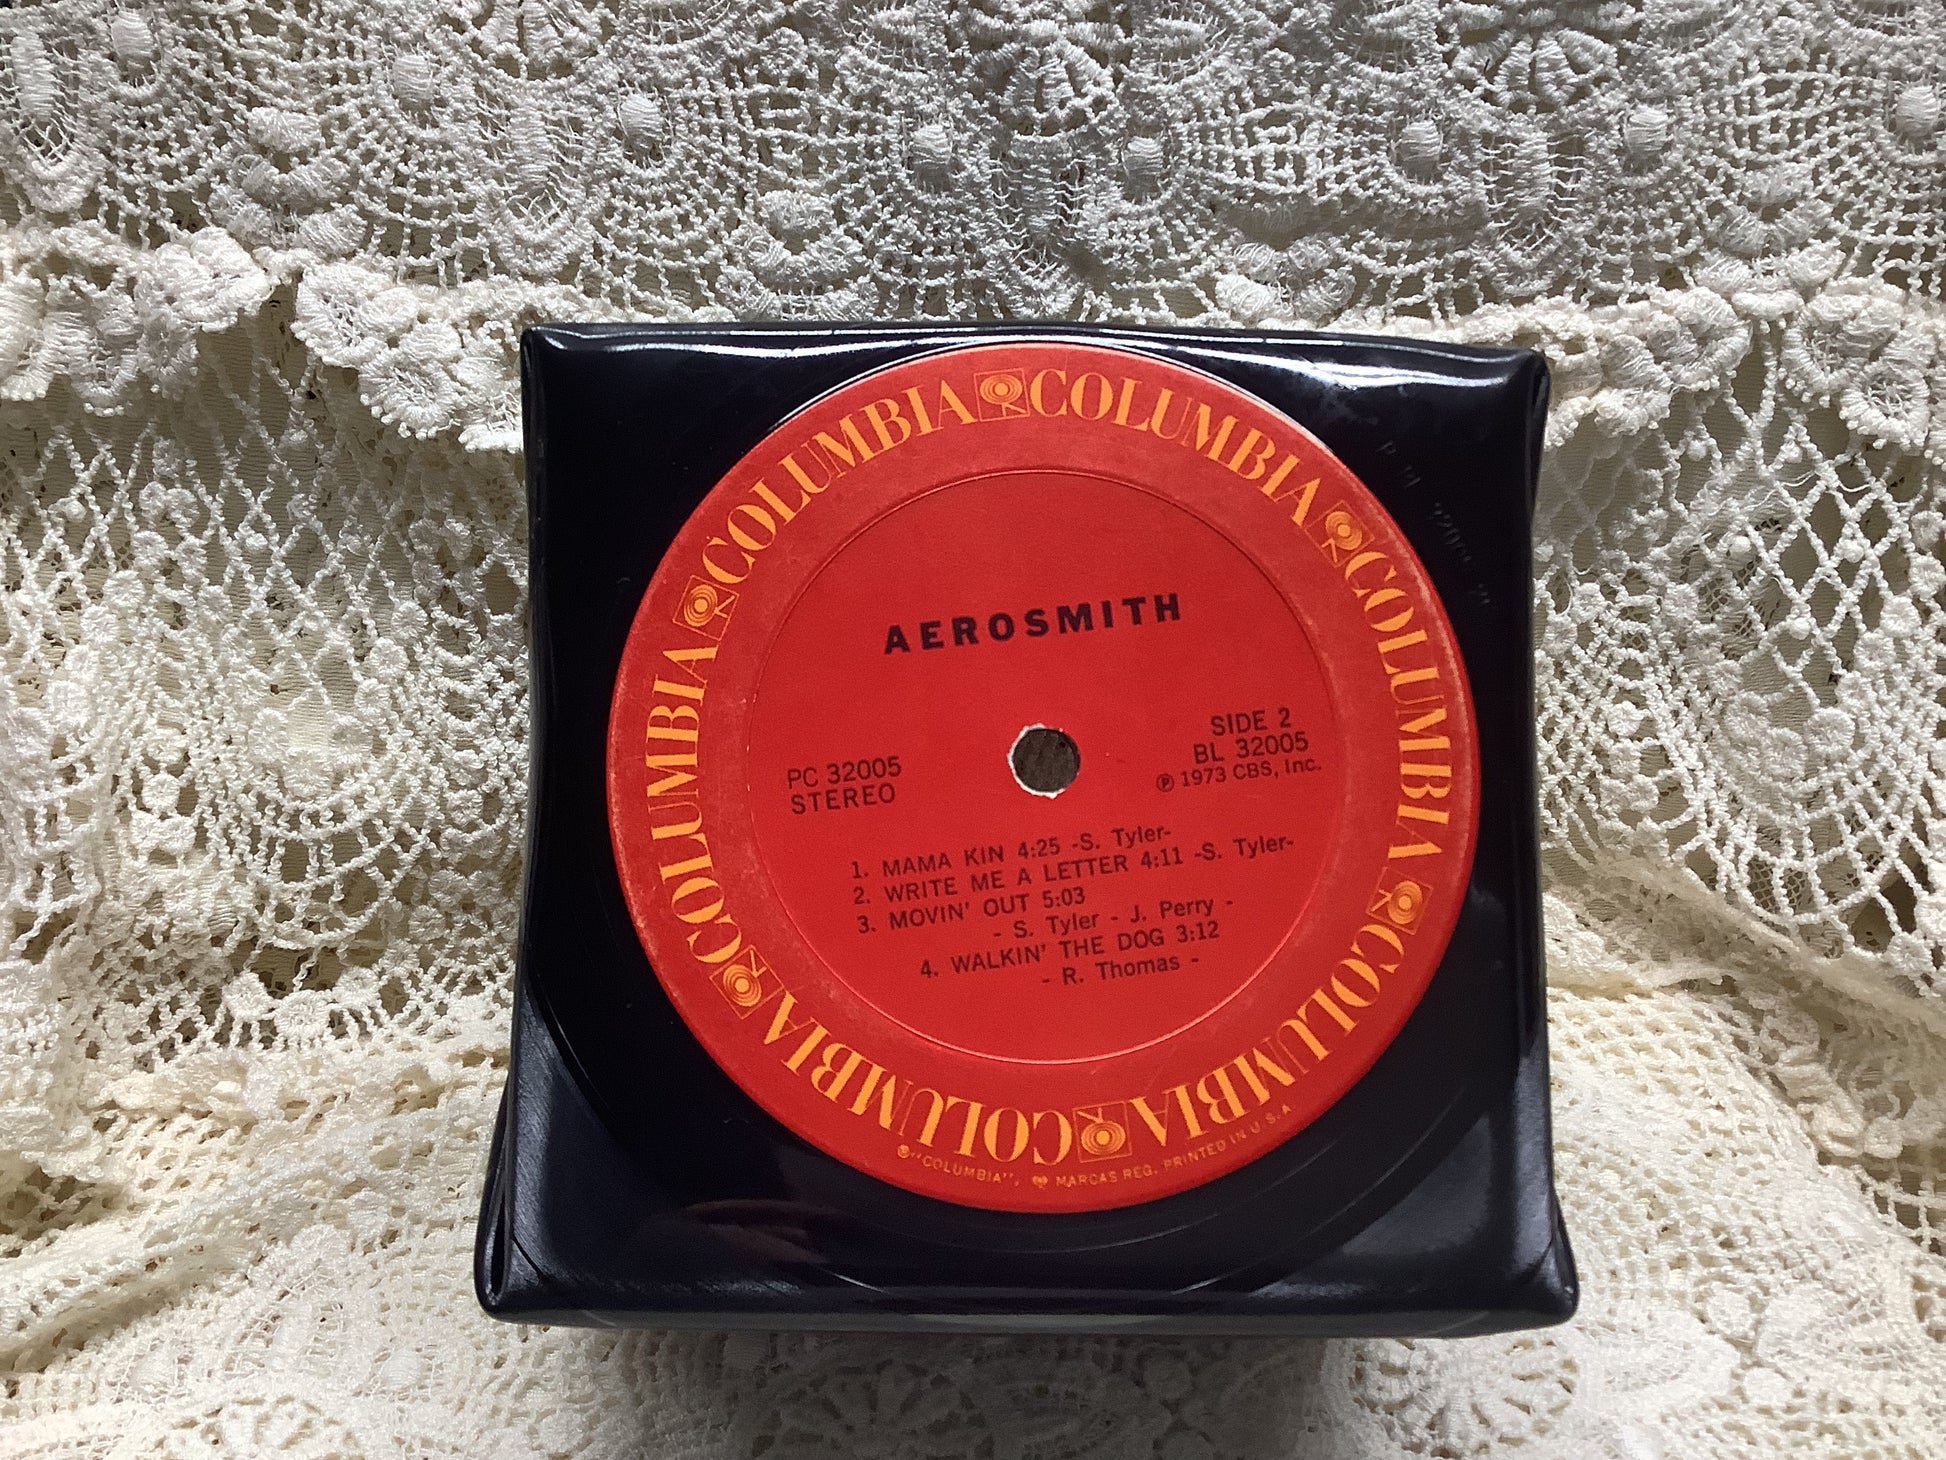 COLUMBIA COLUMBIA COLUMBIA COLUMBIA COLUMBIA COLUMBIA
AEROSMITH
PC 32005
STEREO
SIDE 2
BL 32005
Ⓟ 1973 CBS, Inc.
1. MAMA KIN 4:25 -S. Tyler-
2. WRITE ME A LETTER 4:11 -S. Tyler-
3. MOVIN' OUT 5:03
- S. Tyler - J. Perry -
4. WALKIN' THE DOG 3:12
- R. Thomas -
®-"COLUMBIA", MARCAS REG. PRINTED IN U.S.A